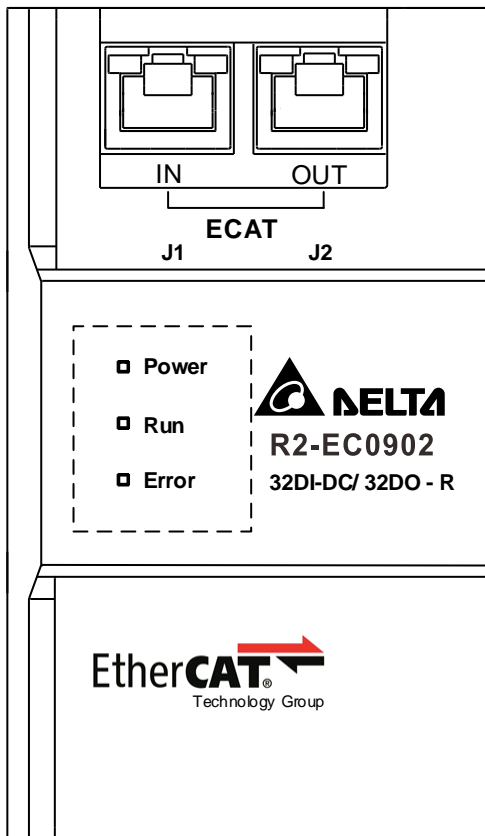 IN OUT
ECAT
J1 J2
Power
Run
Error
DELTA
R2-EC0902
32DI-DC/ 32DO - R
EtherCAT®
Technology Group